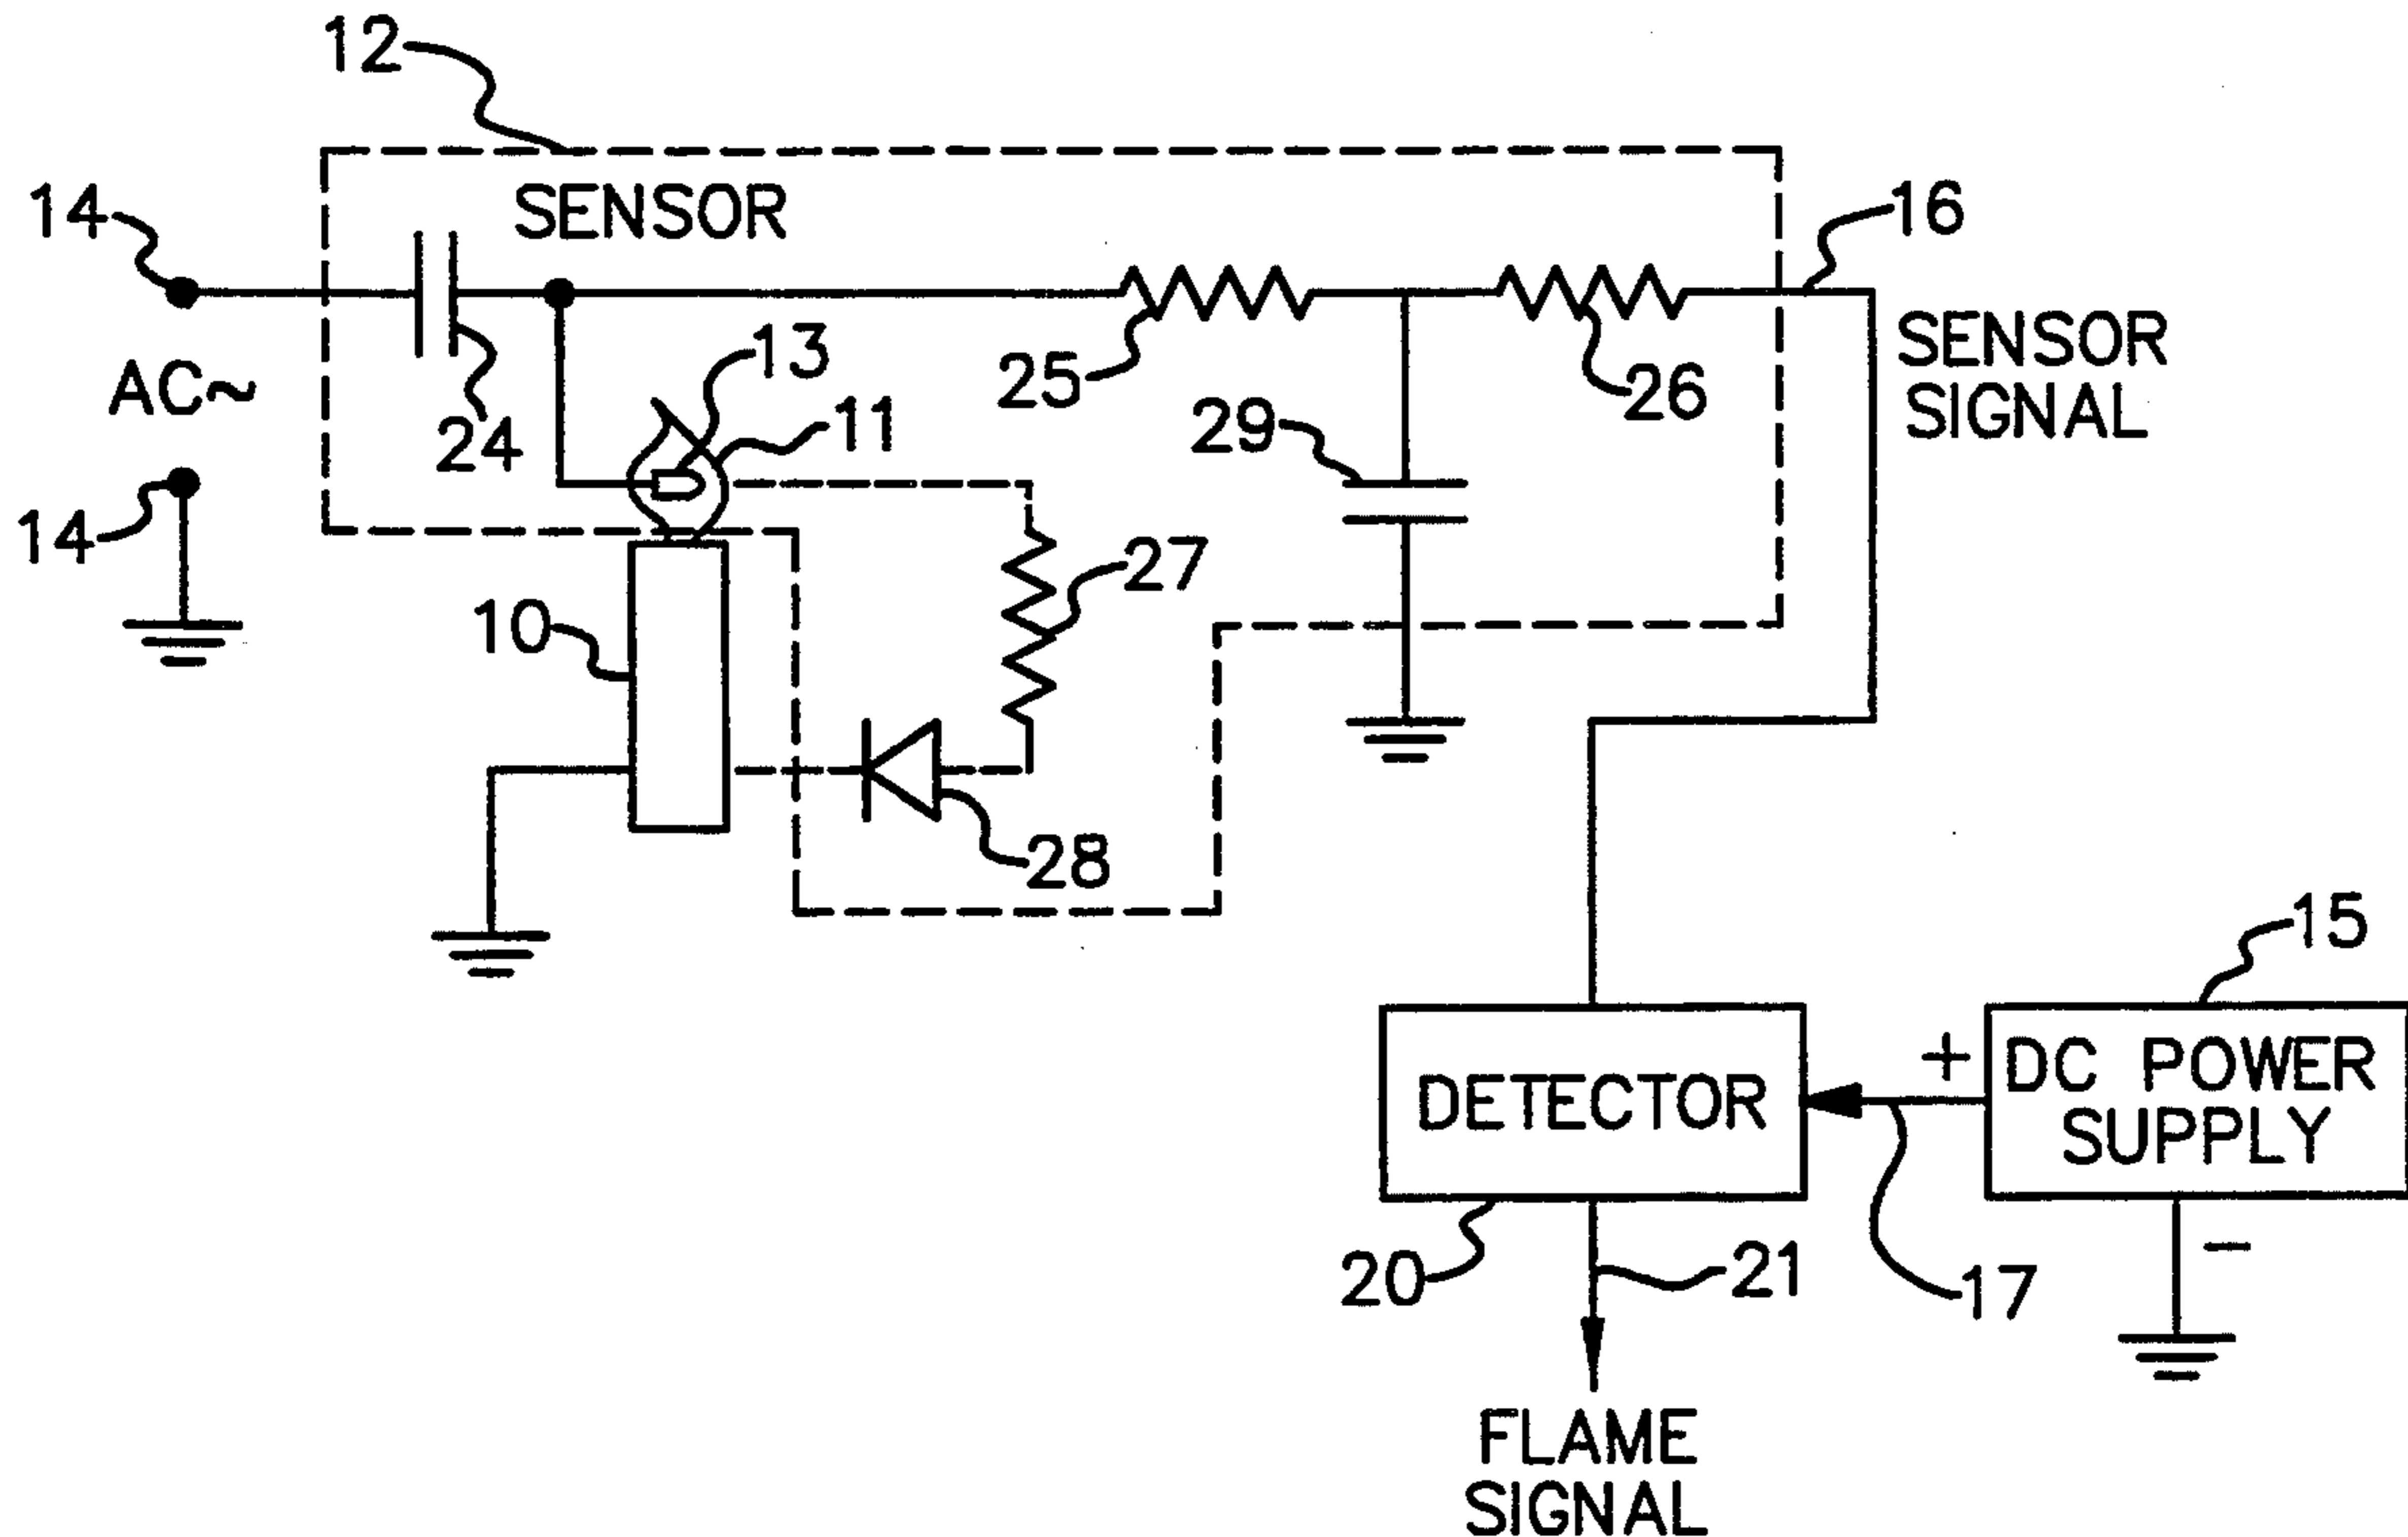 12
SENSOR
14
16
AC~
24
13
11
25
26
29
SENSOR
SIGNAL
14
27
10
28
15
DETECTOR
+
DC POWER
SUPPLY
−
20
21
17
FLAME
SIGNAL